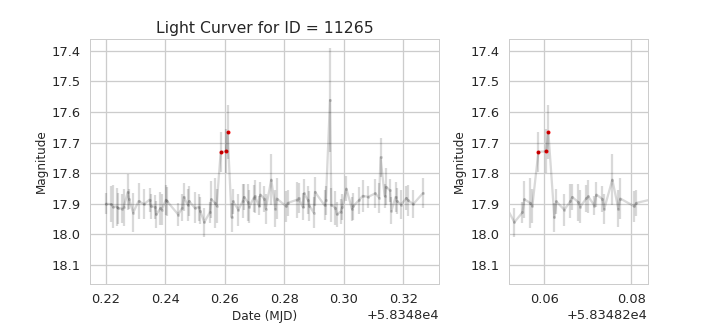 Light Curver for ID = 11265
Magnitude
17.4
17.5
17.6
17.7
17.8
17.9
18.0
18.1
0.22 0.24 0.26 0.28 0.30 0.32
Date (MJD)
+5.8348e4
Magnitude
17.4
17.5
17.6
17.7
17.8
17.9
18.0
18.1
0.06 0.08
+5.83482e4